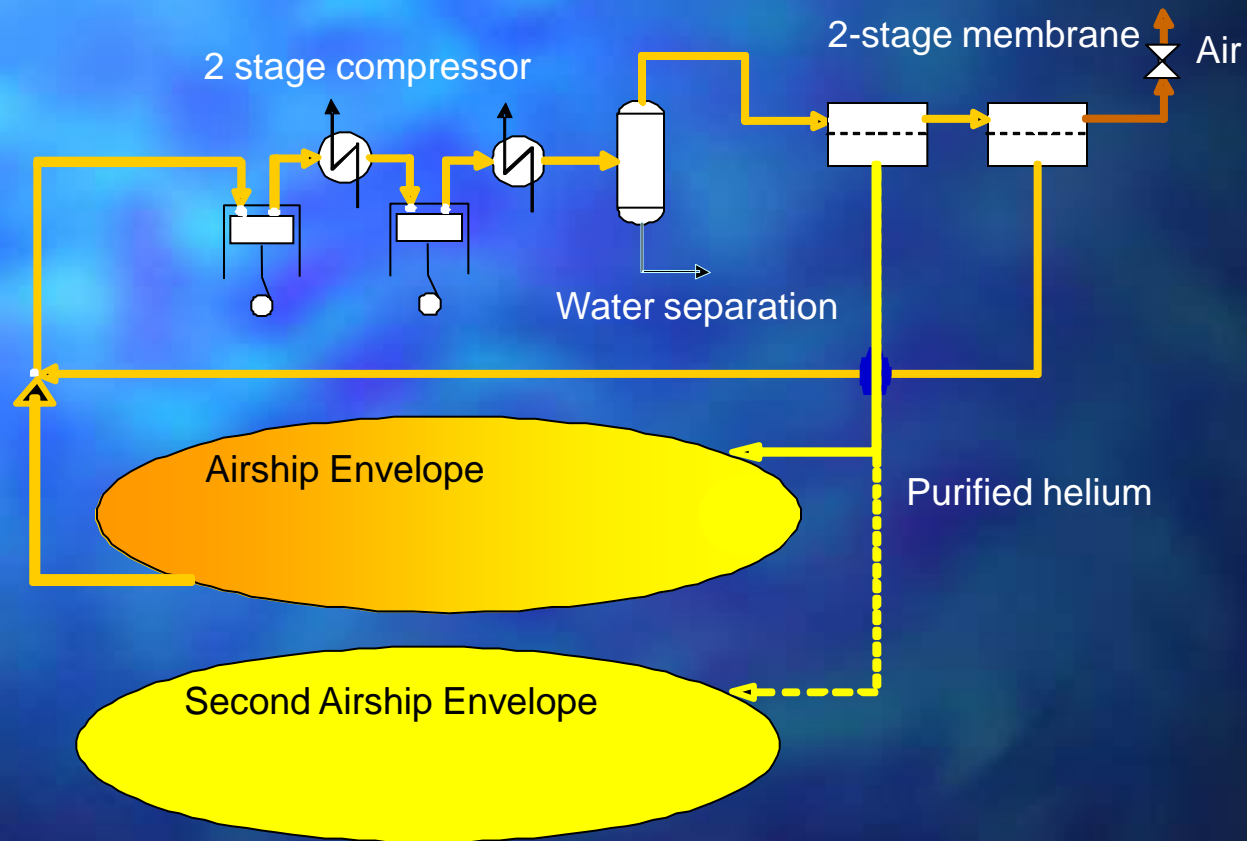 2-stage membrane
Air
2 stage compressor
Water separation
Airship Envelope
Purified helium
Second Airship Envelope